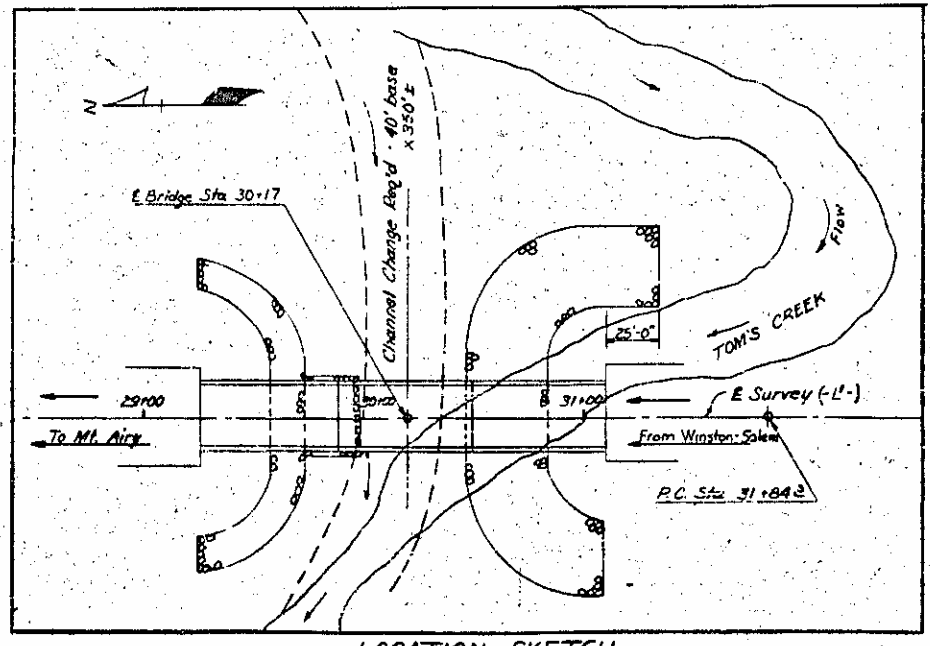 N
Channel Change Req'd - 40' base
x 350' ±
℄ Bridge Sta 30+17
Flow
TOM'S CREEK
25'-0"
29+00
30+00
31+00
℄ Survey (-L-)
To Mt. Airy
From Winston-Salem
P.C. Sta 31+84
LOCATION SKETCH